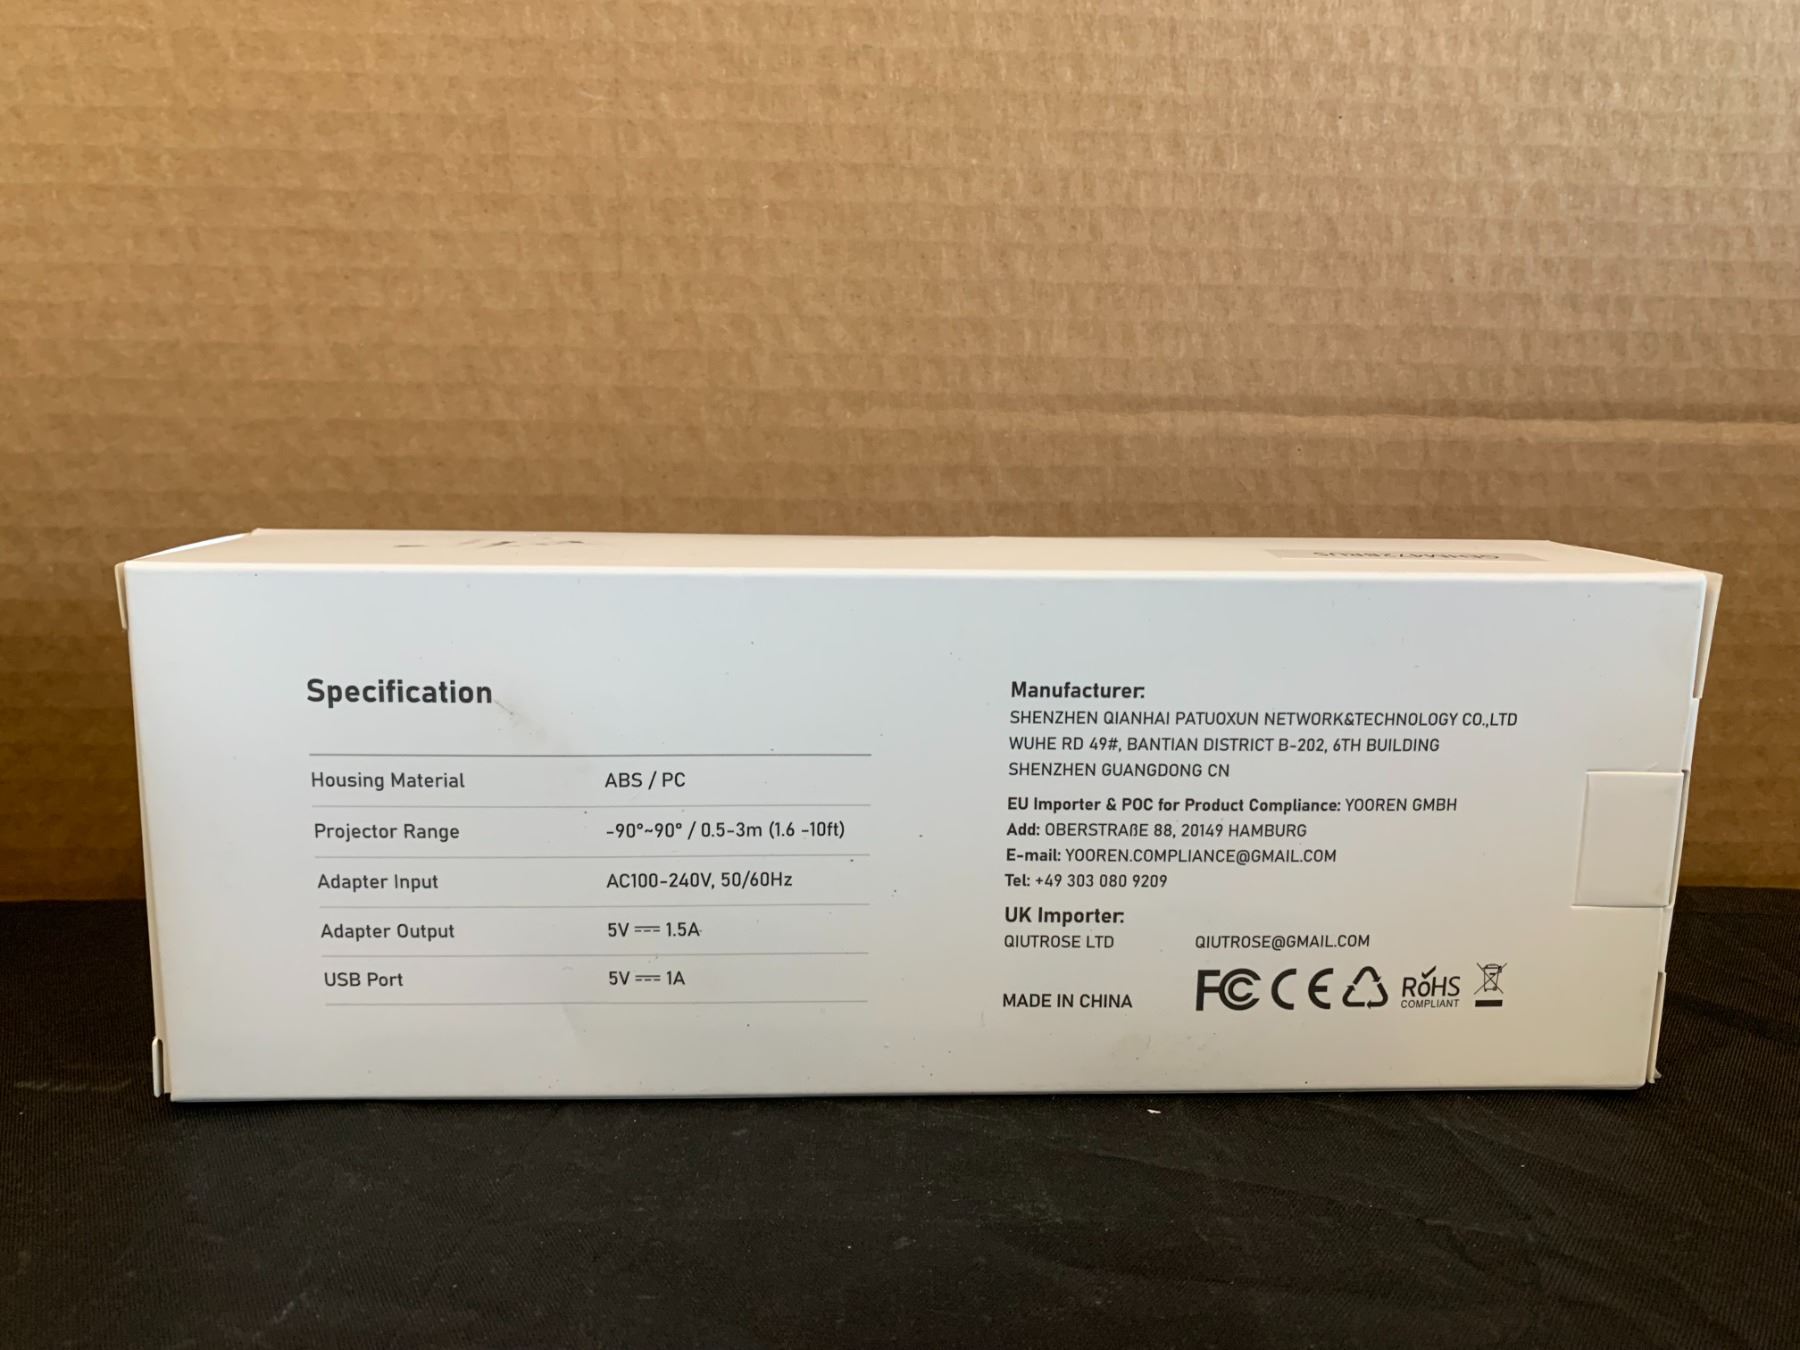 Specification
Housing Material ABS / PC
Projector Range -90°~90° / 0.5-3m (1.6 -10ft)
Adapter Input AC100-240V, 50/60Hz
Adapter Output 5V ⎓ 1.5A
USB Port 5V ⎓ 1A
Manufacturer:
SHENZHEN QIANHAI PATUOXUN NETWORK&TECHNOLOGY CO.,LTD
WUHE RD 49#, BANTIAN DISTRICT B-202, 6TH BUILDING
SHENZHEN GUANGDONG CN
EU Importer & POC for Product Compliance: YOOREN GMBH
Add: OBERSTRAßE 88, 20149 HAMBURG
E-mail: YOOREN.COMPLIANCE@GMAIL.COM
Tel: +49 303 080 9209
UK Importer:
QIUTROSE LTD QIUTROSE@GMAIL.COM
MADE IN CHINA FC CE RoHS
COMPLIANT